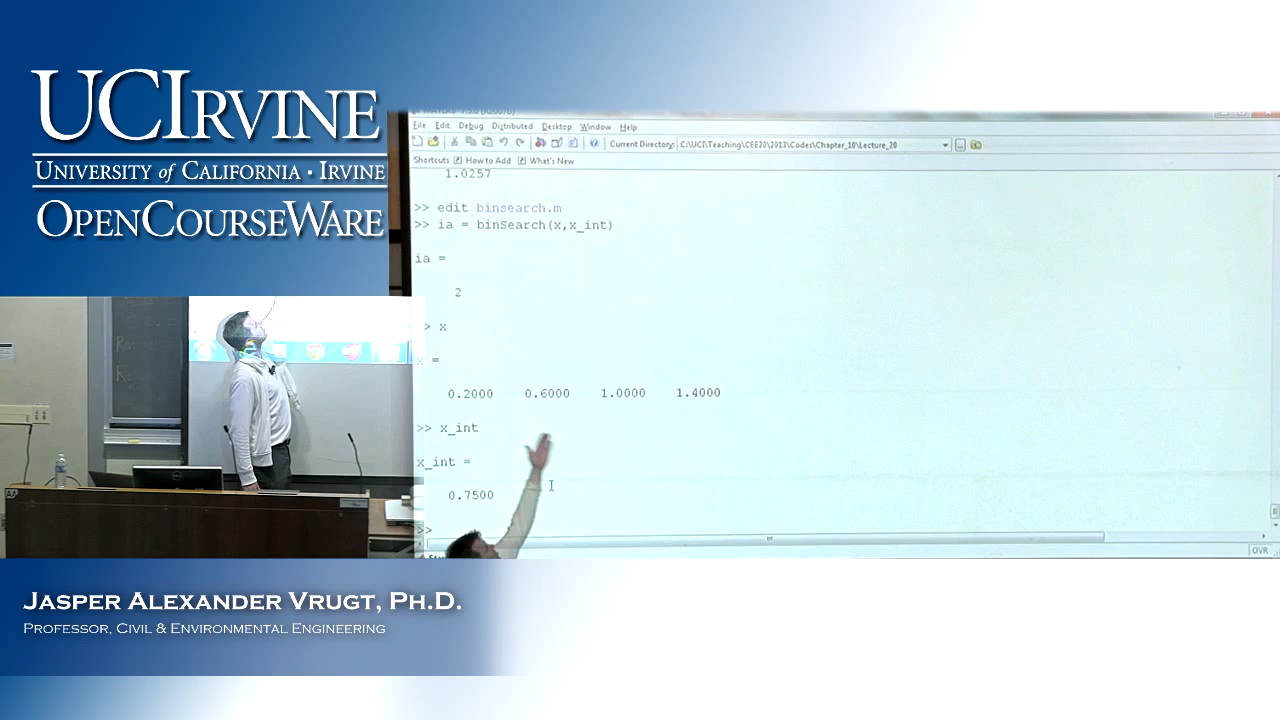 UCIRVINE
UNIVERSITY of CALIFORNIA · IRVINE
OPENCOURSEWARE
File Edit Debug Distributed Desktop Window Help
Current Directory: C:\UCI\Teaching\CEE20\2013\Codes\Chapter_18\Lecture_20
Shortcuts How to Add What's New
1.0257
>> edit binsearch.m
>> ia = binSearch(x,x_int)
ia =
2
> x
x =
0.2000 0.6000 1.0000 1.4000
>> x_int
x_int =
0.7500
>>
OVR
JASPER ALEXANDER VRUGT, PH.D.
PROFESSOR, CIVIL & ENVIRONMENTAL ENGINEERING